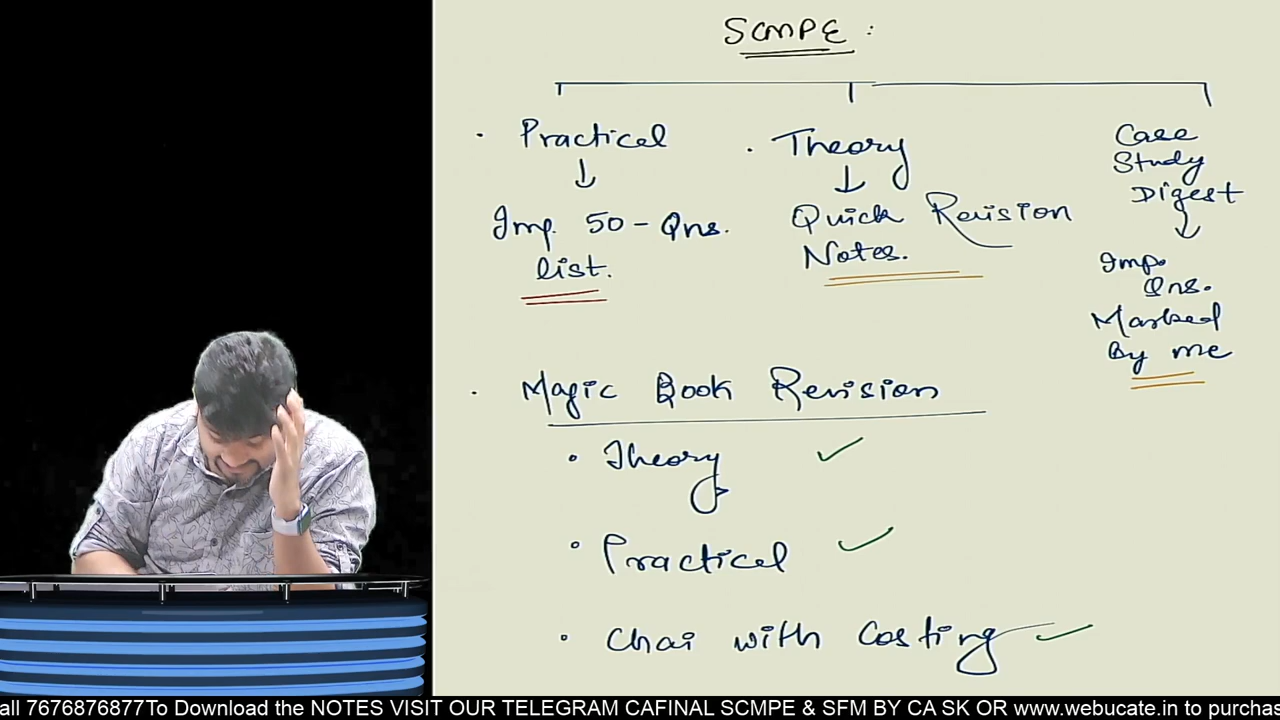 SCMPE :
· Practical
Imp. 50 - Qns.
list.
· Theory
Quick Revision
Notes.
Case
Study
Digest
Imp.
Qns.
Marked
By me
· Magic Book Revision
· Theory
· Practical
· Chai with Costing
all 7676876877To Download the NOTES VISIT OUR TELEGRAM CAFINAL SCMPE & SFM BY CA SK OR www.webucate.in to purchas